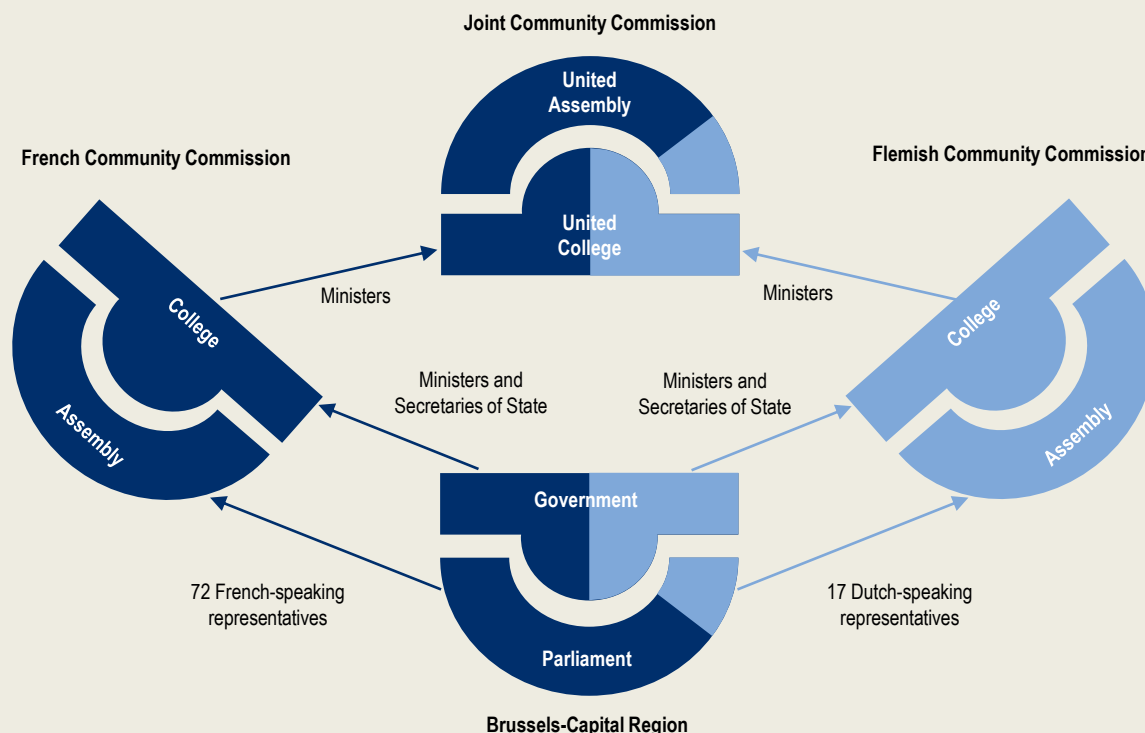 Joint Community Commission
United
Assembly
French Community Commission
Flemish Community Commission
United
College
Ministers
Ministers
College
College
Ministers and
Secretaries of State
Ministers and
Secretaries of State
Assembly
Assembly
Government
72 French-speaking
representatives
17 Dutch-speaking
representatives
Parliament
Brussels-Capital Region